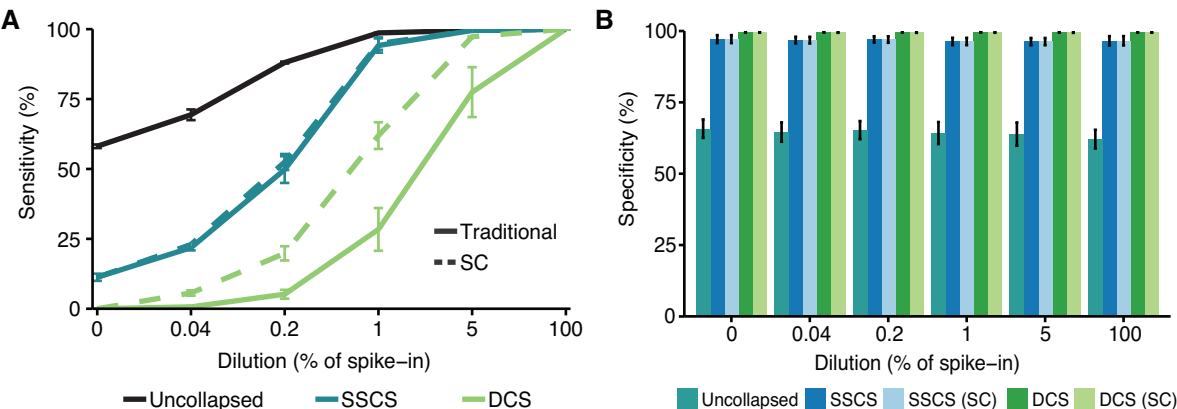 A
Sensitivity (%)
100
75
50
25
0
0 0.04 0.2 1 5 100
Dilution (% of spike−in)
Traditional
SC
Uncollapsed SSCS DCS
B
Specificity (%)
100
75
50
25
0
0 0.04 0.2 1 5 100
Dilution (% of spike−in)
Uncollapsed SSCS SSCS (SC) DCS DCS (SC)